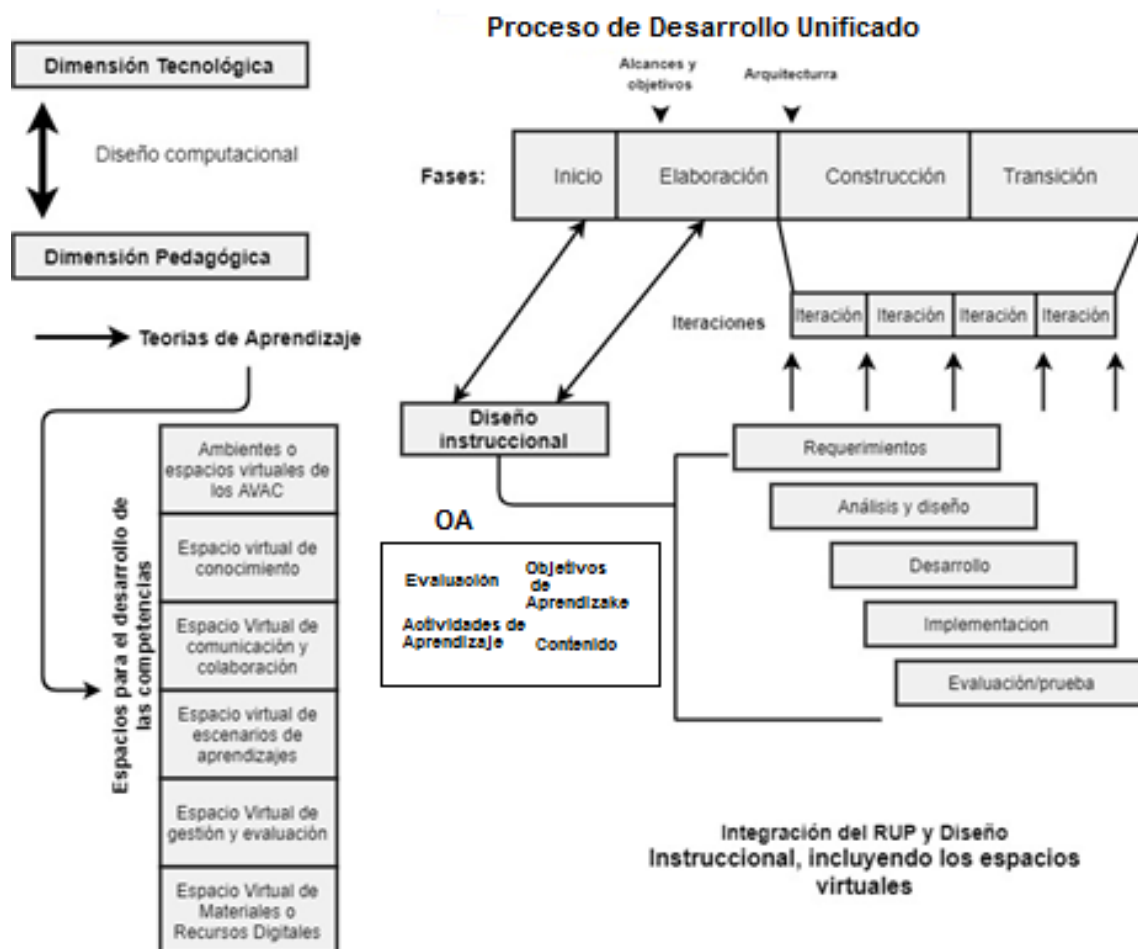 Proceso de Desarrollo Unificado
Dimensión Tecnológica
Diseño computacional
Dimensión Pedagógica
Teorías de Aprendizaje
Alcances y
objetivos
Arquitecturra
Fases:
Inicio
Elaboración
Construcción
Transición
Iteraciones
Iteración
Iteración
Iteración
Iteración
Diseño
instruccional
Requerimientos
Análisis y diseño
Desarrollo
Implementacion
Evaluación/prueba
OA
Evaluación
Objetivos
de
Aprendizake
Actividades de
Aprendizaje
Contenido
Espacios para el desarrollo de
las competencias
Ambientes o
espacios virtuales de
los AVAC
Espacio virtual de
conocimiento
Espacio Virtual de
comunicación y
colaboración
Espacio virtual de
escenarios de
aprendizajes
Espacio Virtual de
gestión y evaluación
Espacio Virtual de
Materiales o
Recursos Digitales
Integración del RUP y Diseño
Instruccional, incluyendo los espacios
virtuales